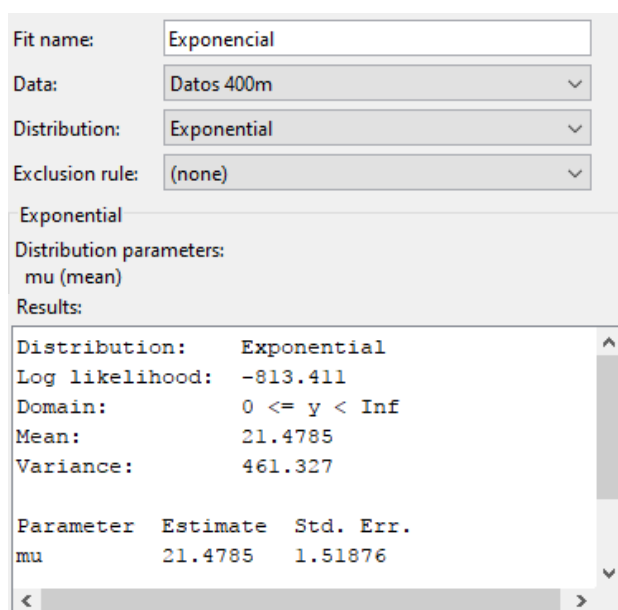 Fit name: Exponencial
Data: Datos 400m
Distribution: Exponential
Exclusion rule: (none)
Exponential
Distribution parameters:
mu (mean)
Results:
Distribution: Exponential
Log likelihood: -813.411
Domain: 0 <= y < Inf
Mean: 21.4785
Variance: 461.327
Parameter Estimate Std. Err.
mu 21.4785 1.51876